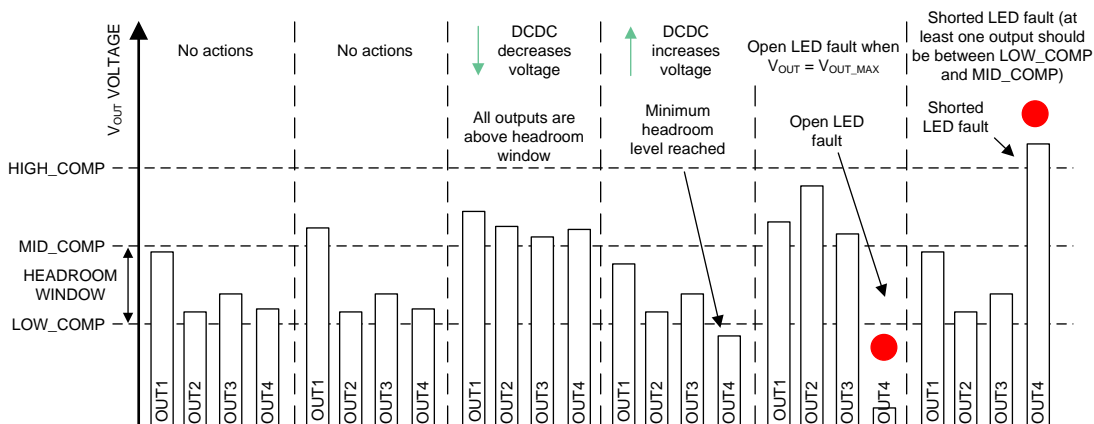 V_OUT VOLTAGE
No actions
No actions
DCDC
decreases
voltage
All outputs are
above headroom
window
DCDC
increases
voltage
Minimum
headroom
level reached
Open LED fault when
V_OUT = V_OUT_MAX
Open LED
fault
Shorted LED fault (at
least one output should
be between LOW_COMP
and MID_COMP)
Shorted
LED fault
HIGH_COMP
MID_COMP
HEADROOM
WINDOW
LOW_COMP
OUT1
OUT2
OUT3
OUT4
OUT1
OUT2
OUT3
OUT4
OUT1
OUT2
OUT3
OUT4
OUT1
OUT2
OUT3
OUT4
OUT1
OUT2
OUT3
OUT4
OUT1
OUT2
OUT3
OUT4